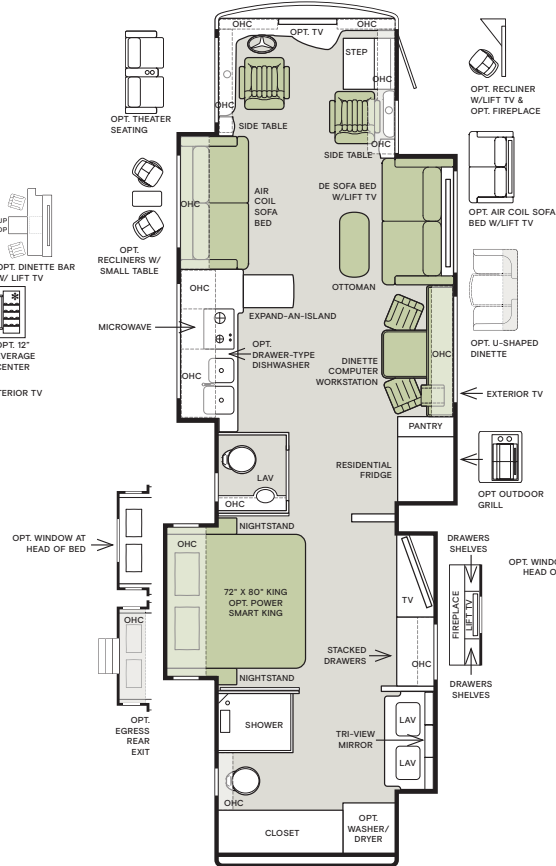 OHC
OHC
OPT. TV
STEP
OHC
OHC
OHC
SIDE TABLE
SIDE TABLE
OPT. THEATER
SEATING
OPT. RECLINER
W/LIFT TV &
OPT. FIREPLACE
AIR
COIL
SOFA
BED
OHC
DE SOFA BED
W/LIFT TV
OPT. AIR COIL SOFA
BED W/LIFT TV
OPT.
RECLINERS W/
SMALL TABLE
OPT. DINETTE BAR
W/ LIFT TV
OTTOMAN
OHC
EXPAND-AN-ISLAND
MICROWAVE
OPT.
DRAWER-TYPE
DISHWASHER
OHC
DINETTE
COMPUTER
WORKSTATION
OHC
OPT. U-SHAPED
DINETTE
OPT. 12"
EVERAGE
CENTER
TERIOR TV
EXTERIOR TV
PANTRY
RESIDENTIAL
FRIDGE
OPT OUTDOOR
GRILL
LAV
OHC
NIGHTSTAND
OPT. WINDOW AT
HEAD OF BED
OHC
72" X 80" KING
OPT. POWER
SMART KING
NIGHTSTAND
TV
STACKED
DRAWERS
OHC
DRAWERS
SHELVES
FIREPLACE
LIFT TV
DRAWERS
SHELVES
OPT. WIND
HEAD O
OHC
OPT.
EGRESS
REAR
EXIT
SHOWER
TRI-VIEW
MIRROR
LAV
LAV
OHC
CLOSET
OPT.
WASHER/
DRYER